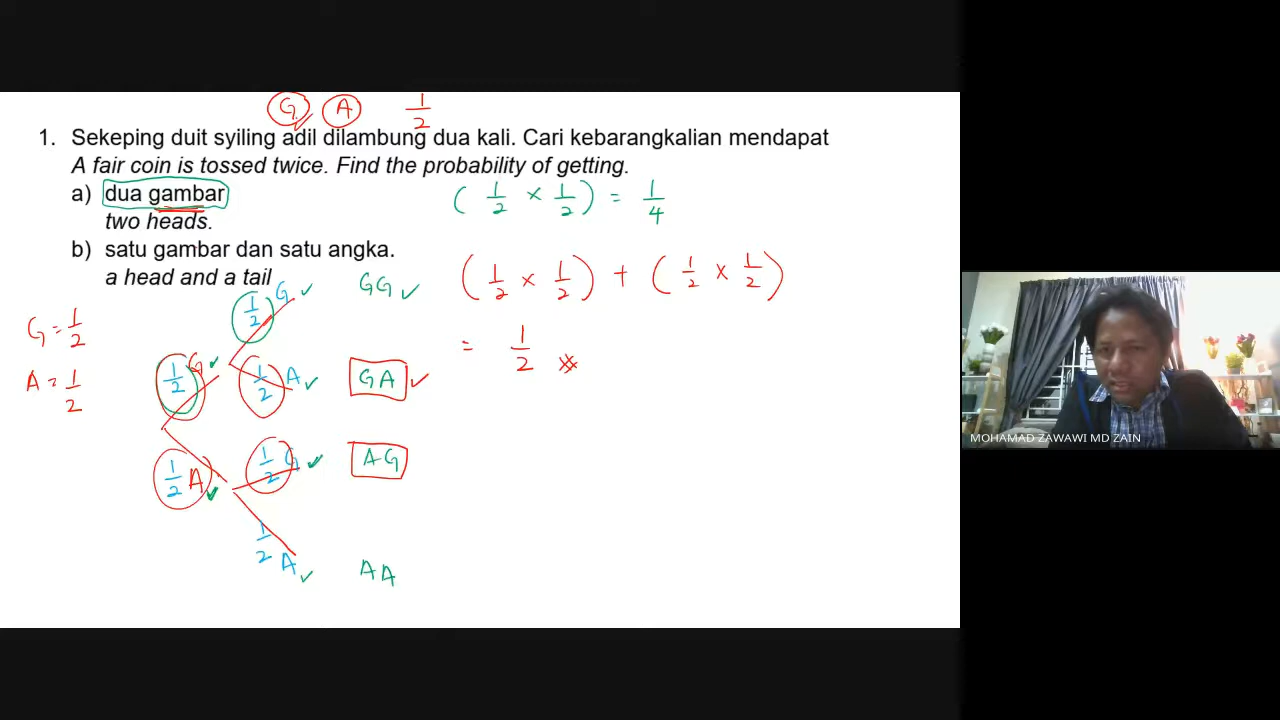 G A 1/2
1. Sekeping duit syiling adil dilambung dua kali. Cari kebarangkalian mendapat
A fair coin is tossed twice. Find the probability of getting.
a) dua gambar (1/2 × 1/2) = 1/4
two heads.
b) satu gambar dan satu angka. (1/2 × 1/2) + (1/2 × 1/2)
a head and a tail
= 1/2
G = 1/2
A = 1/2
1/2 G ✓ GG ✓
1/2 G ✓ 1/2 A ✓ GA ✓
1/2 A ✓ 1/2 G ✓ AG
1/2 A ✓ AA
MOHAMAD ZAWAWI MD ZAIN